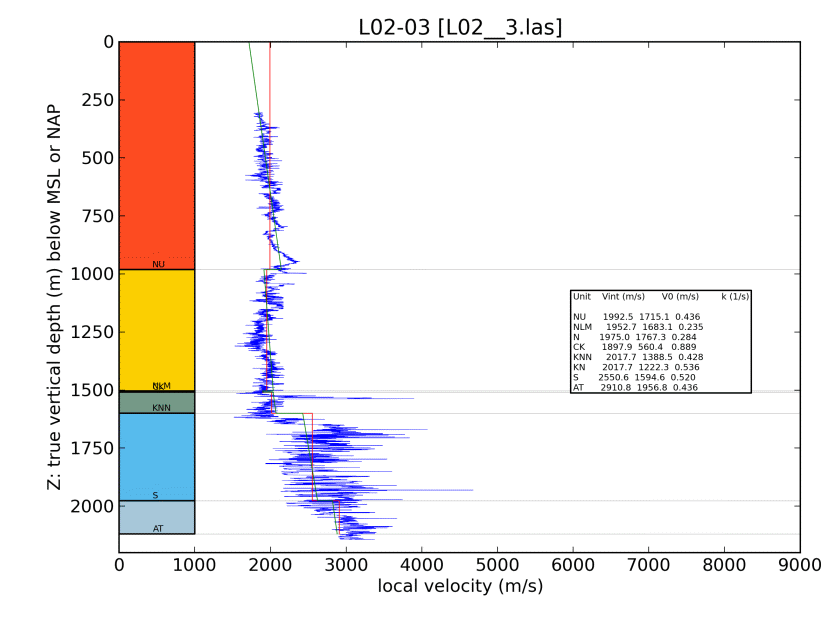 L02-03 [L02__3.las]
Z: true vertical depth (m) below MSL or NAP
0
250
500
750
1000
1250
1500
1750
2000
NU
NLM
CK
KNN
S
AT
Unit Vint (m/s) V0 (m/s) k (1/s)
NU 1992.5 1715.1 0.436
NLM 1952.7 1683.1 0.235
N 1975.0 1767.3 0.284
CK 1897.9 560.4 0.889
KNN 2017.7 1388.5 0.428
KN 2017.7 1222.3 0.536
S 2550.6 1594.6 0.520
AT 2910.8 1956.8 0.436
0 1000 2000 3000 4000 5000 6000 7000 8000 9000
local velocity (m/s)